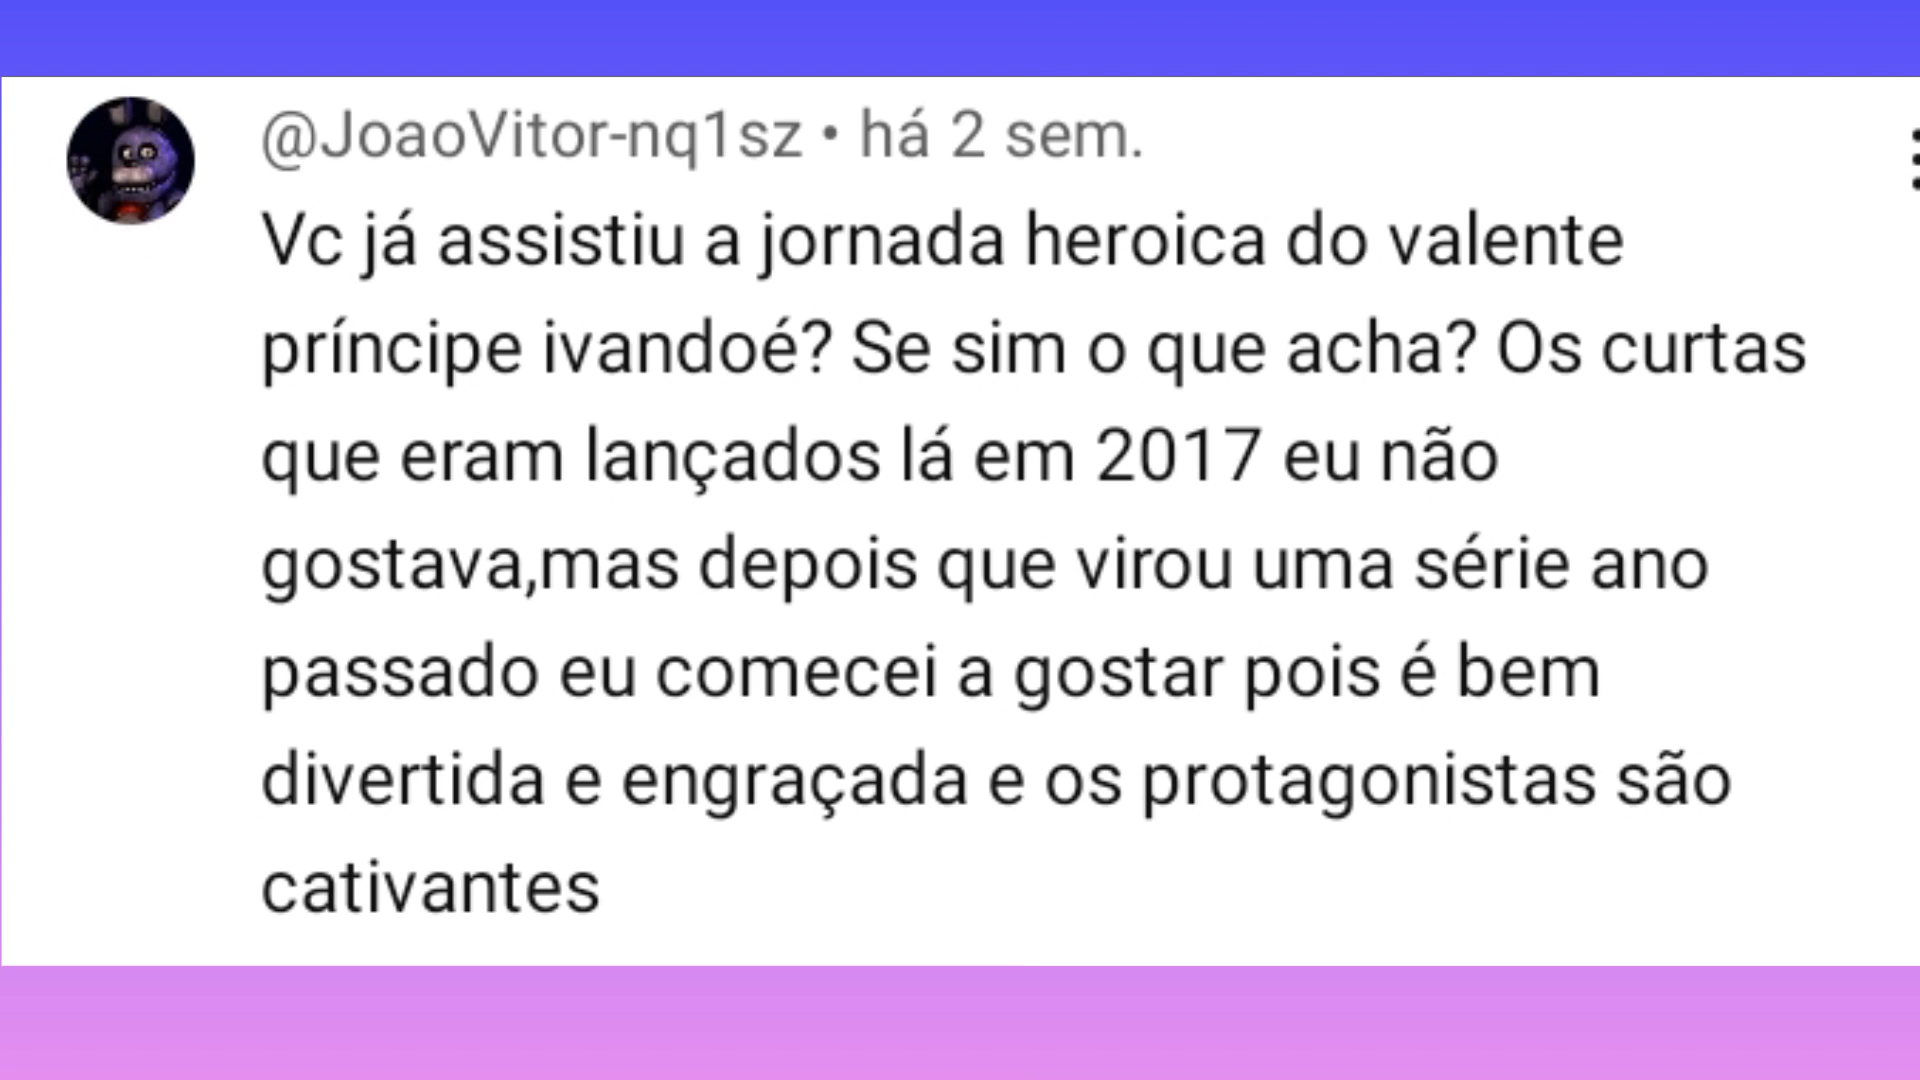 @JoaoVitor-nq1sz • há 2 sem.
Vc já assistiu a jornada heroica do valente
príncipe ivandoé? Se sim o que acha? Os curtas
que eram lançados lá em 2017 eu não
gostava,mas depois que virou uma série ano
passado eu comecei a gostar pois é bem
divertida e engraçada e os protagonistas são
cativantes